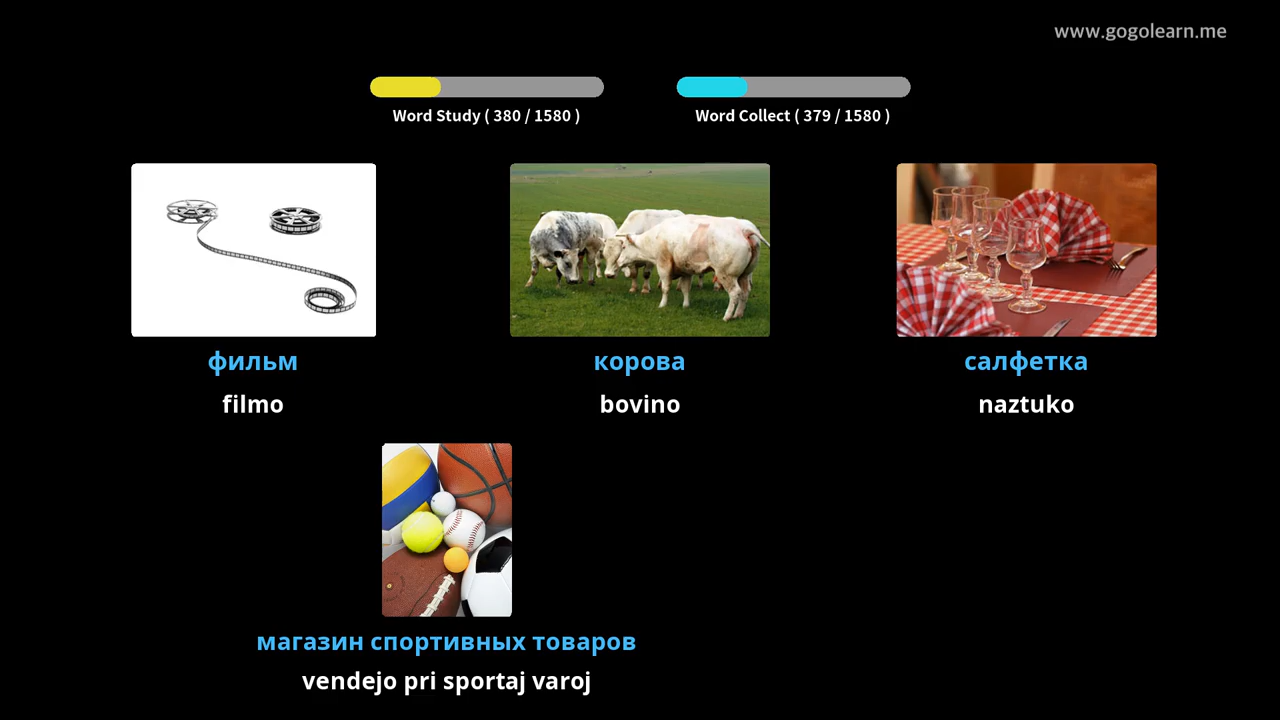 www.gogolearn.me
Word Study ( 380 / 1580 )
Word Collect ( 379 / 1580 )
фильм
корова
салфетка
filmo
bovino
naztuko
магазин спортивных товаров
vendejo pri sportaj varoj